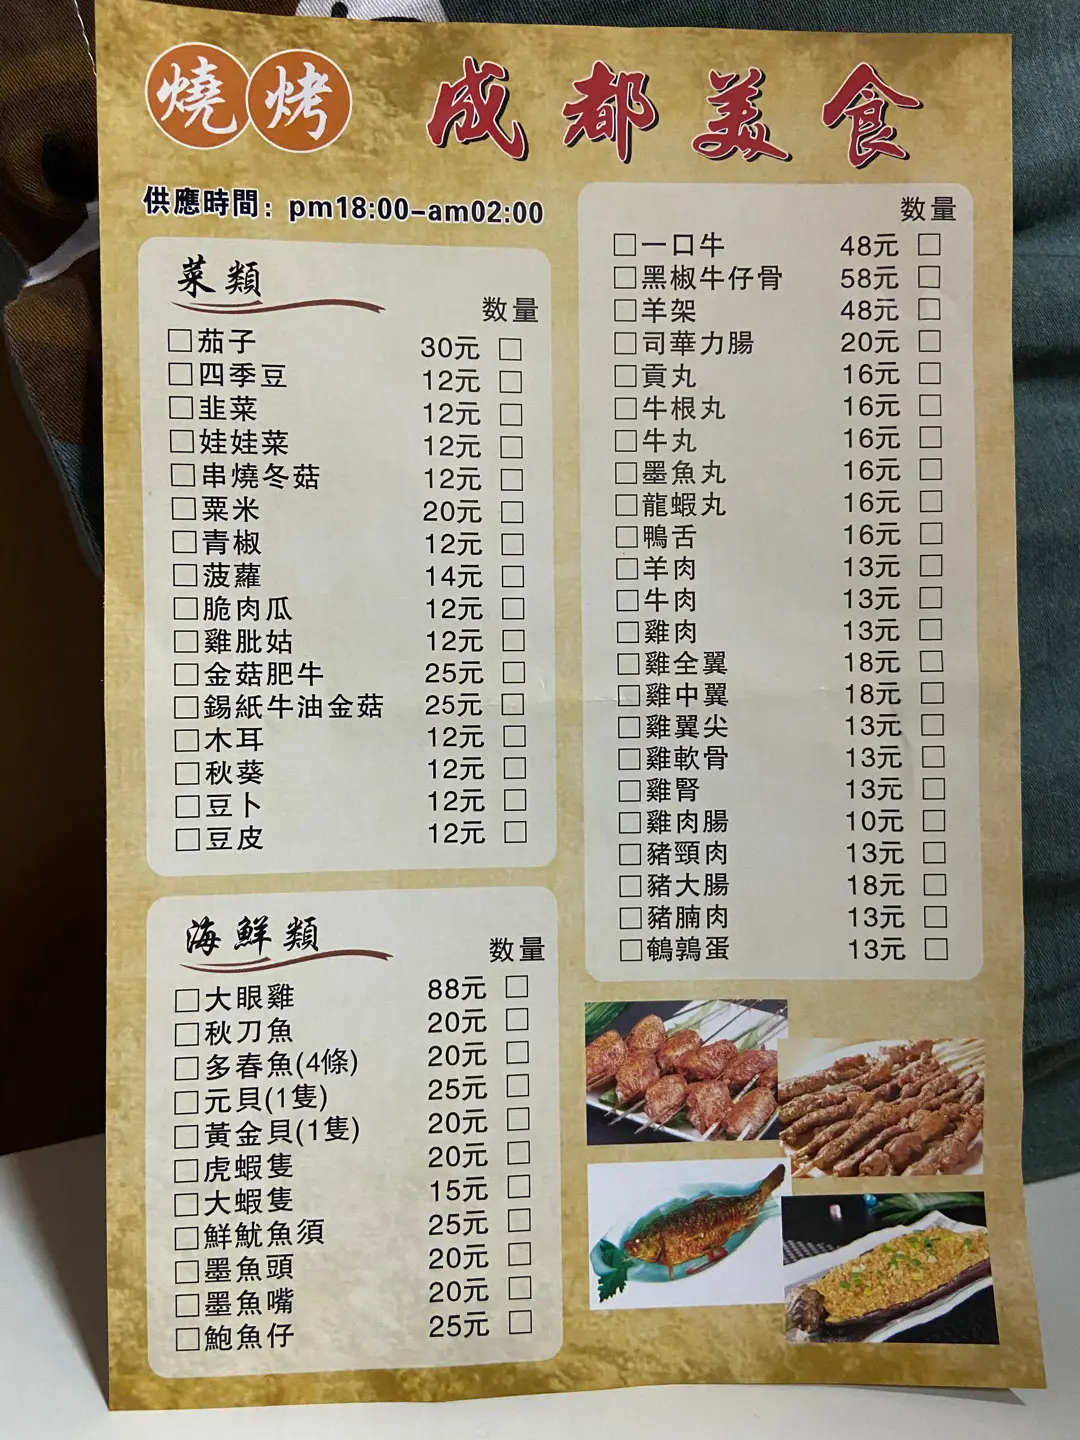 燒烤 成都美食
供應時間：pm18:00-am02:00
菜類
数量
□茄子 30元 □
□四季豆 12元 □
□韭菜 12元 □
□娃娃菜 12元 □
□串燒冬菇 12元 □
□粟米 20元 □
□青椒 12元 □
□菠蘿 14元 □
□脆肉瓜 12元 □
□雞肶姑 12元 □
□金菇肥牛 25元 □
□錫紙牛油金菇 25元 □
□木耳 12元 □
□秋葵 12元 □
□豆卜 12元 □
□豆皮 12元 □
海鮮類
数量
□大眼雞 88元 □
□秋刀魚 20元 □
□多春魚(4條) 20元 □
□元貝(1隻) 25元 □
□黃金貝(1隻) 20元 □
□虎蝦隻 20元 □
□大蝦隻 15元 □
□鮮魷魚須 25元 □
□墨魚頭 20元 □
□墨魚嘴 20元 □
□鮑魚仔 25元 □
数量
□一口牛 48元 □
□黑椒牛仔骨 58元 □
□羊架 48元 □
□司華力腸 20元 □
□貢丸 16元 □
□牛根丸 16元 □
□牛丸 16元 □
□墨魚丸 16元 □
□龍蝦丸 16元 □
□鴨舌 16元 □
□羊肉 13元 □
□牛肉 13元 □
□雞肉 13元 □
□雞全翼 18元 □
□雞中翼 18元 □
□雞翼尖 13元 □
□雞軟骨 13元 □
□雞腎 13元 □
□雞肉腸 10元 □
□豬頸肉 13元 □
□豬大腸 18元 □
□豬腩肉 13元 □
□鵪鶉蛋 13元 □